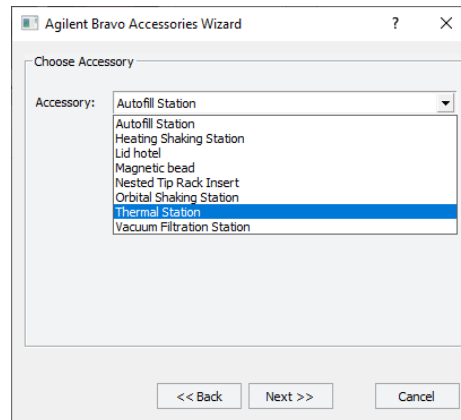 Agilent Bravo Accessories Wizard ? ×
Choose Accessory
Accessory: Autofill Station
Autofill Station
Heating Shaking Station
Lid hotel
Magnetic bead
Nested Tip Rack Insert
Orbital Shaking Station
Thermal Station
Vacuum Filtration Station
<< Back Next >> Cancel